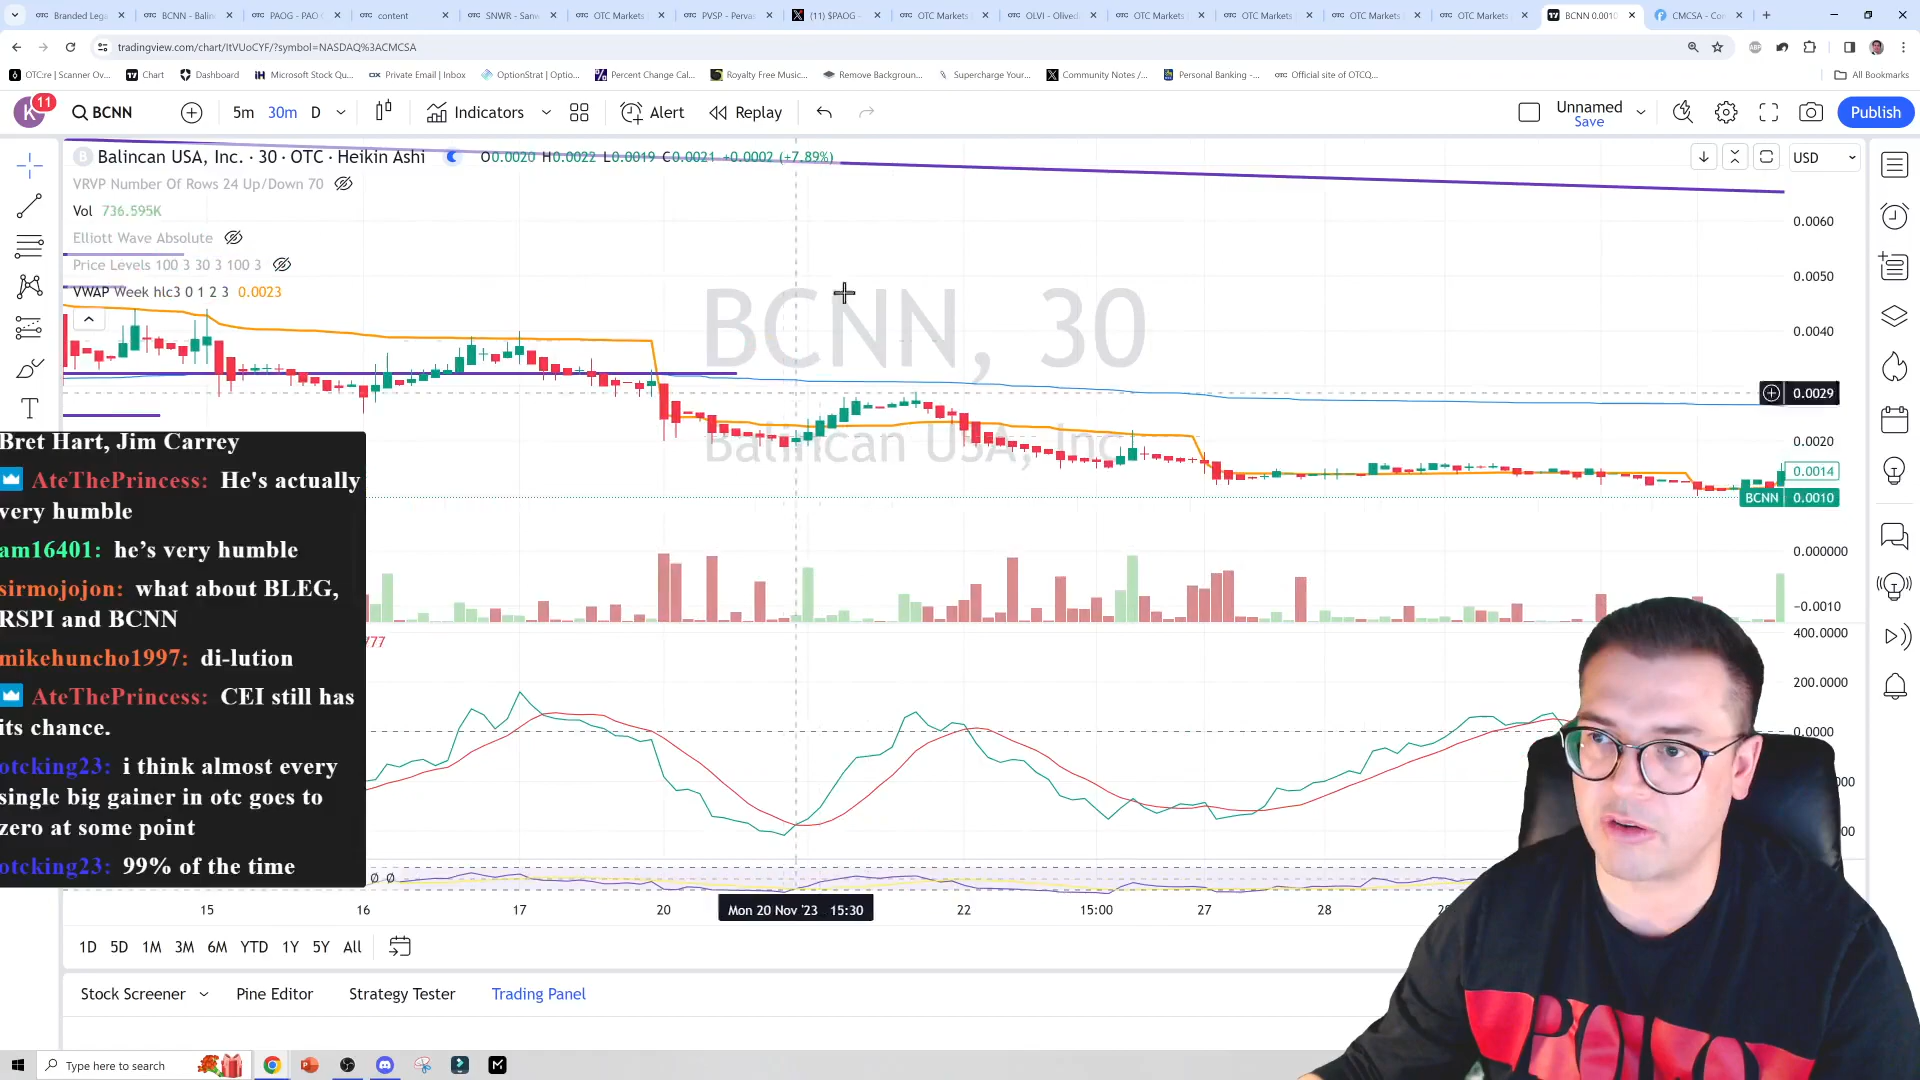 Branded Lega
BCNN - Balin
PAOG - PAO
content
SNWR - San
OTC Markets
PVSP - Perva
(11) $PAOG -
OTC Markets
OLVI - Olived
OTC Markets
OTC Markets
OTC Markets
OTC Markets
BCNN 0.0010
CMCSA - Co
tradingview.com/chart/ItVUoCYF/?symbol=NASDAQ%3ACMCSA
OTC:re | Scanner Ov...
Chart
Dashboard
Microsoft Stock Qu...
Private Email | Inbox
OptionStrat | Optio...
Percent Change Cal...
Royalty Free Music...
Remove Backgroun...
Supercharge Your...
Community Notes /...
Personal Banking -...
Official site of OTCQ...
All Bookmarks
K 11
BCNN
5m 30m D
Indicators
Alert
Replay
Unnamed
Save
Publish
B Balincan USA, Inc. · 30 · OTC · Heikin Ashi
O0.0020 H0.0022 L0.0019 C0.0021 +0.0002 (+7.89%)
USD
VRVP Number Of Rows 24 Up/Down 70
Vol 736.595K
Elliott Wave Absolute
Price Levels 100 3 30 3 100 3
VWAP Week hlc3 0 1 2 3 0.0023
BCNN, 30
Balincan USA, Inc.
0.0060
0.0050
0.0040
0.0029
0.0020
0.0014
BCNN 0.0010
0.000000
−0.0010
400.0000
200.0000
0.0000
Bret Hart, Jim Carrey
AteThePrincess: He's actually
very humble
am16401: he’s very humble
sirmojojon: what about BLEG,
RSPI and BCNN
mikehuncho1997: di-lution
AteThePrincess: CEI still has
its chance.
otcking23: i think almost every
single big gainer in otc goes to
zero at some point
otcking23: 99% of the time
15
16
17
20
Mon 20 Nov '23 15:30
22
15:00
27
28
1D 5D 1M 3M 6M YTD 1Y 5Y All
Stock Screener
Pine Editor
Strategy Tester
Trading Panel
Type here to search